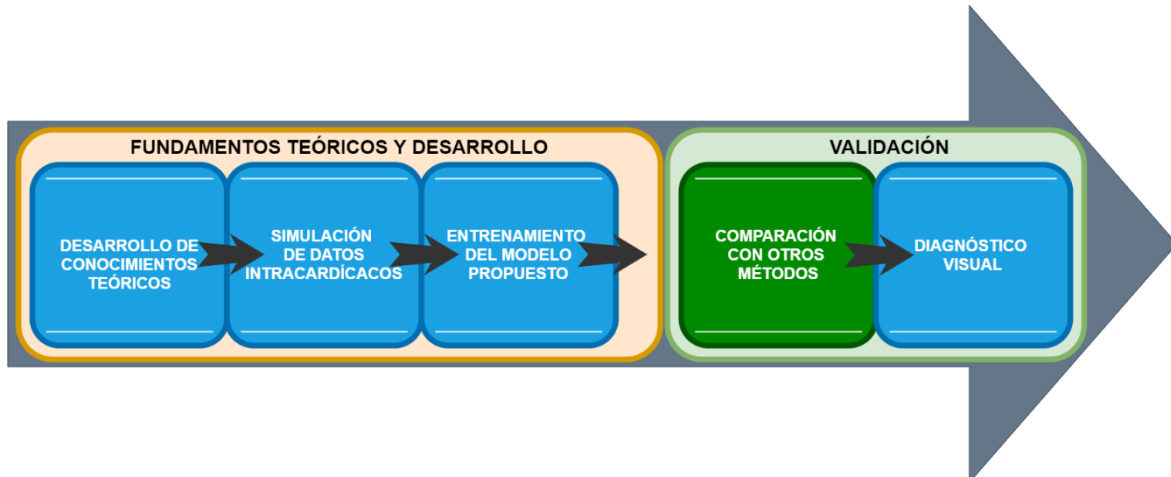 FUNDAMENTOS TEÓRICOS Y DESARROLLO
DESARROLLO DE
CONOCIMIENTOS
TEÓRICOS
SIMULACIÓN
DE DATOS
INTRACARDÍCACOS
ENTRENAMIENTO
DEL MODELO
PROPUESTO
VALIDACIÓN
COMPARACIÓN
CON OTROS
MÉTODOS
DIAGNÓSTICO
VISUAL